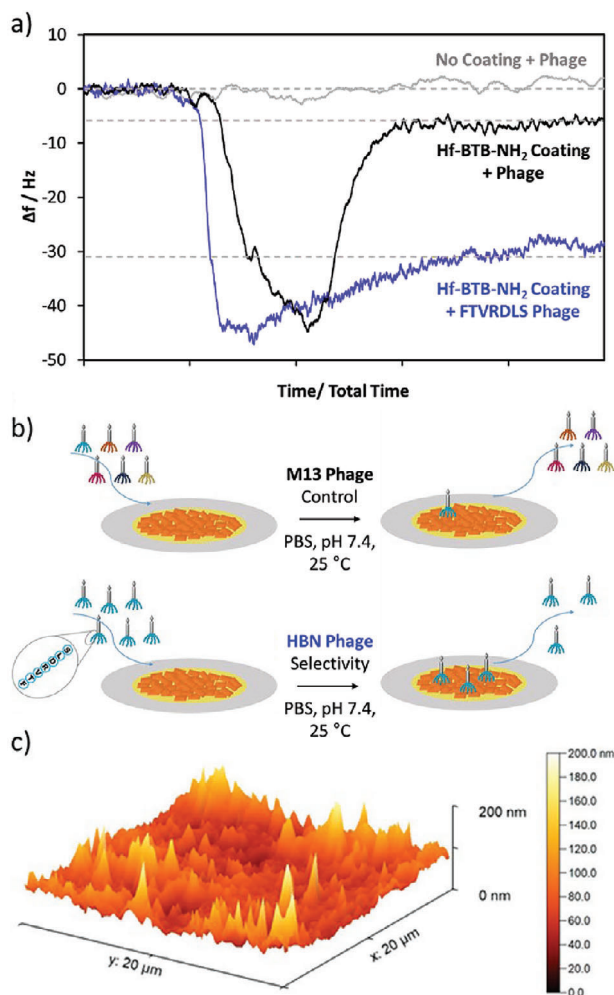 a)
No Coating + Phage
Hf-BTB-NH₂ Coating
+ Phage
Hf-BTB-NH₂ Coating
+ FTVRDLS Phage
10
0
-10
-20
-30
-40
-50
Δf / Hz
Time/ Total Time
b)
M13 Phage
Control
PBS, pH 7.4,
25 °C
HBN Phage
Selectivity
PBS, pH 7.4,
25 °C
c)
200 nm
0 nm
y: 20 µm
x: 20 µm
200.0 nm
180.0
160.0
140.0
120.0
100.0
80.0
60.0
40.0
20.0
0.0